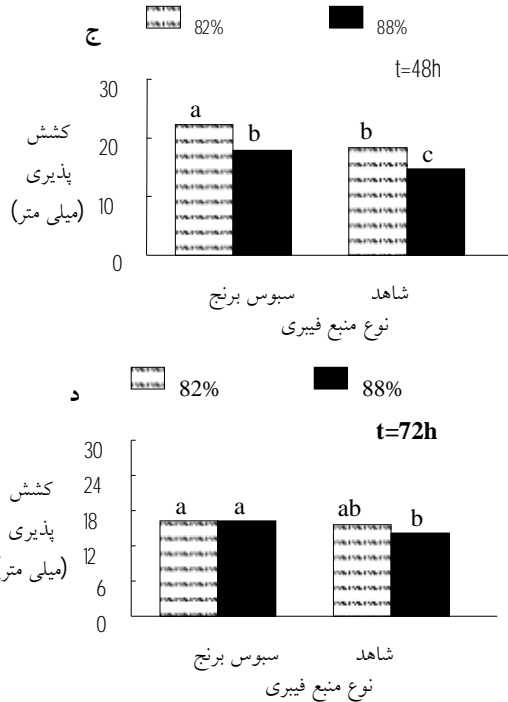 ج
82%
88%
t=48h
30
20
10
0
کشش
پذیری
(میلی متر)
a
b
b
c
سبوس برنج
شاهد
نوع منبع فیبری
د
82%
88%
t=72h
30
24
18
12
6
0
کشش
پذیری
(میلی متر)
a
a
ab
b
سبوس برنج
شاهد
نوع منبع فیبری